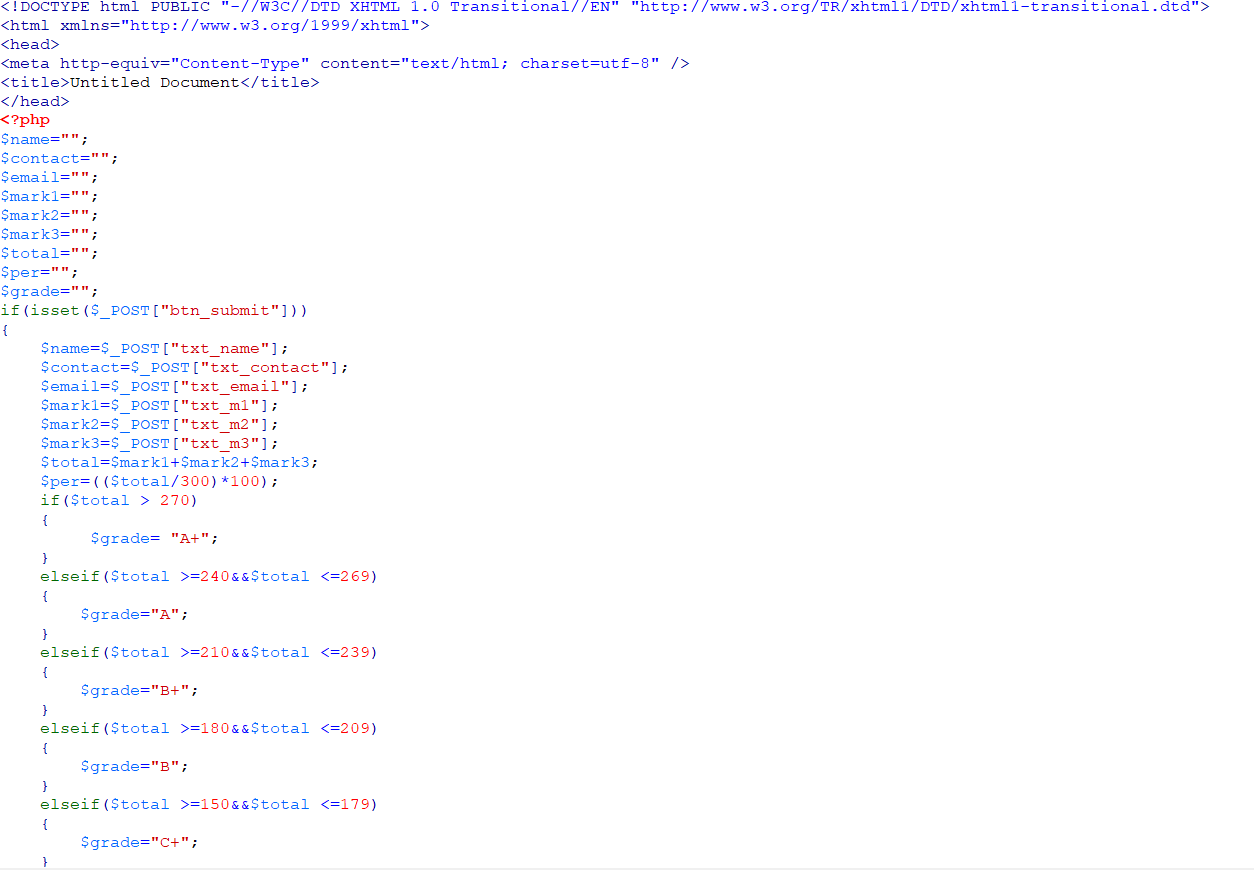 <!DOCTYPE html PUBLIC "-//W3C//DTD XHTML 1.0 Transitional//EN" "http://www.w3.org/TR/xhtml1/DTD/xhtml1-transitional.dtd">
<html xmlns="http://www.w3.org/1999/xhtml">
<head>
<meta http-equiv="Content-Type" content="text/html; charset=utf-8" />
<title>Untitled Document</title>
</head>
<?php
$name="";
$contact="";
$email="";
$mark1="";
$mark2="";
$mark3="";
$total="";
$per="";
$grade="";
if(isset($_POST["btn_submit"]))
{
    $name=$_POST["txt_name"];
    $contact=$_POST["txt_contact"];
    $email=$_POST["txt_email"];
    $mark1=$_POST["txt_m1"];
    $mark2=$_POST["txt_m2"];
    $mark3=$_POST["txt_m3"];
    $total=$mark1+$mark2+$mark3;
    $per=(($total/300)*100);
    if($total > 270)
    {
         $grade= "A+";
    }
    elseif($total >=240&&$total <=269)
    {
        $grade="A";
    }
    elseif($total >=210&&$total <=239)
    {
        $grade="B+";
    }
    elseif($total >=180&&$total <=209)
    {
        $grade="B";
    }
    elseif($total >=150&&$total <=179)
    {
        $grade="C+";
    }